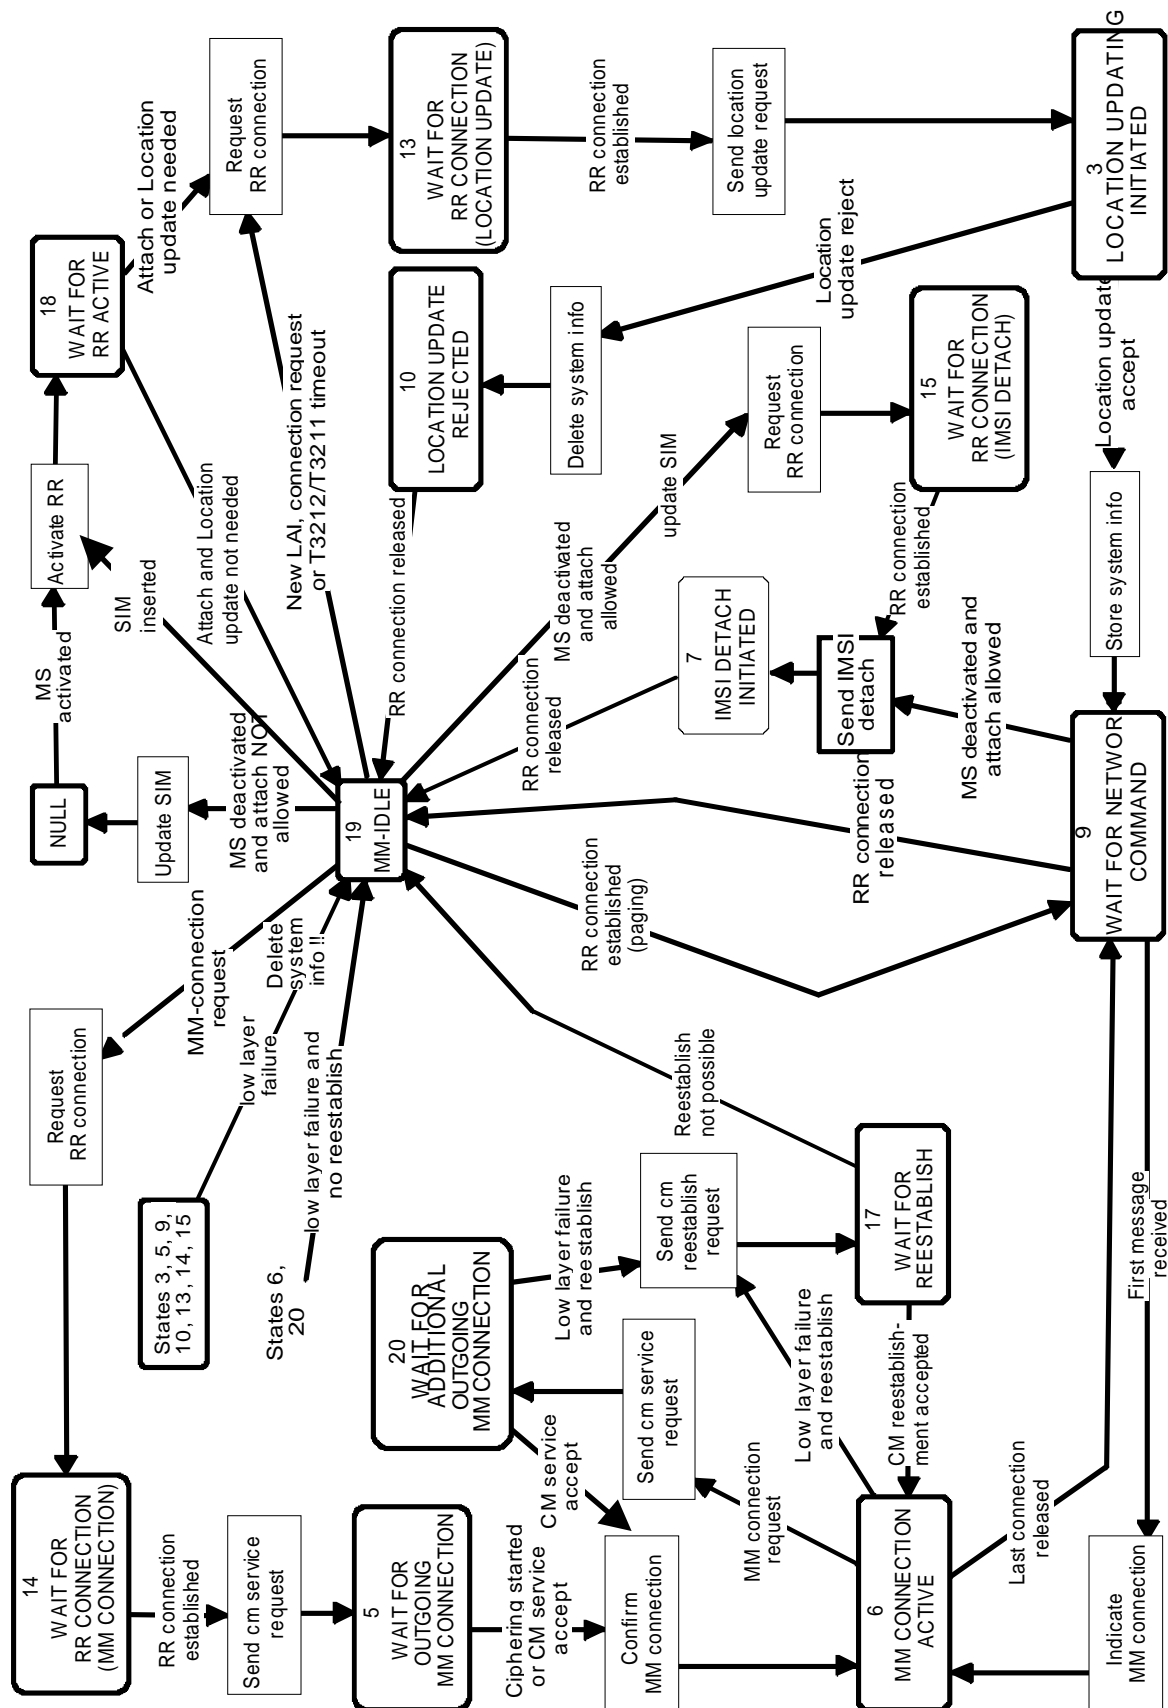 14
WAIT FOR
RR CONNECTION
(MM CONNECTION)
RR connection
established
Send cm service
request
5
WAIT FOR
OUTGOING
MM CONNECTION
Ciphering started
or CM service
accept
Confirm
MM connection
6
MM CONNECTION
ACTIVE
Indicate
MM connection
Request
RR connection
MM-connection
request
States 3, 5, 9,
10, 13, 14, 15
low layer
failure
Delete
system
info !!
States 6,
20
low layer failure and
no reestablish
20
WAIT FOR
ADDITIONAL
OUTGOING
MM CONNECTION
CM service
accept
Send cm service
request
MM connection
request
Low layer failure
and reestablish
Send cm
reestablish
request
Low layer failure
and reestablish
17
WAIT FOR
REESTABLISH
CM reestablish-
ment accepted
Reestablish
not possible
Last connection
released
First message
received
NULL
MS
activated
Update SIM
MS deactivated
and attach NOT
allowed
19
MM-IDLE
RR connection
established
(paging)
RR connection
released
9
WAIT FOR NETWORK
COMMAND
Activate RR
SIM
inserted
18
WAIT FOR
RR ACTIVE
Attach and Location
update not needed
Attach or Location
update needed
New LAI, connection request
or T3212/T3211 timeout
RR connection released
MS deactivated
and attach
allowed
update SIM
RR connection
released
7
IMSI DETACH
INITIATED
Send IMSI
detach
RR connection
established
MS deactivated and
attach allowed
Store system info
Request
RR connection
13
WAIT FOR
RR CONNECTION
(LOCATION UPDATE)
RR connection
established
Send location
update request
3
LOCATION UPDATING
INITIATED
Location update
reject
Location update
accept
10
LOCATION UPDATE
REJECTED
Delete system info
Request
RR connection
15
WAIT FOR
RR CONNECTION
(IMSI DETACH)